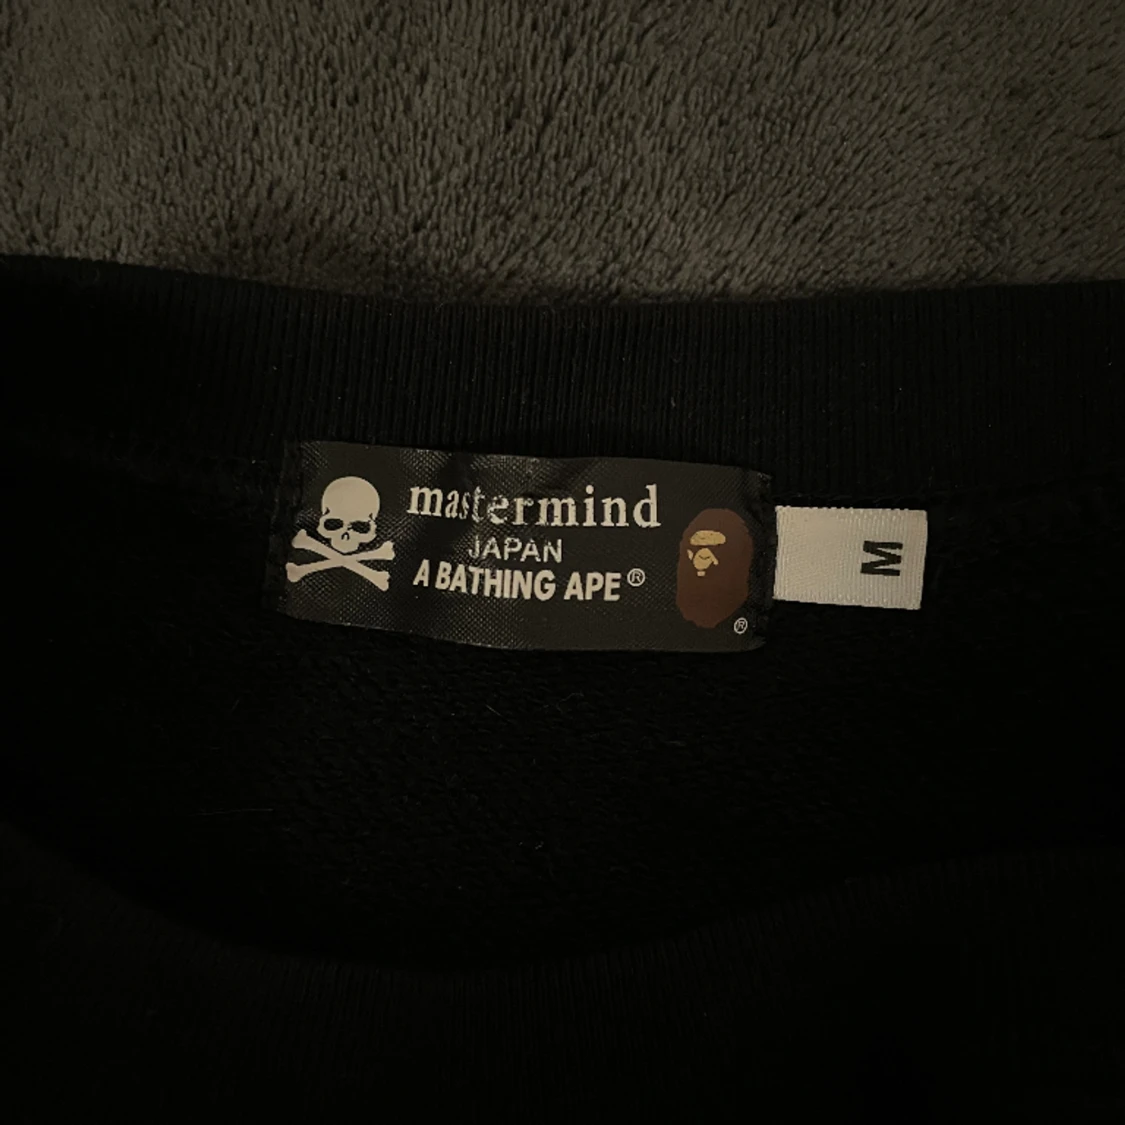 mastermind
JAPAN
A BATHING APE®
®
M